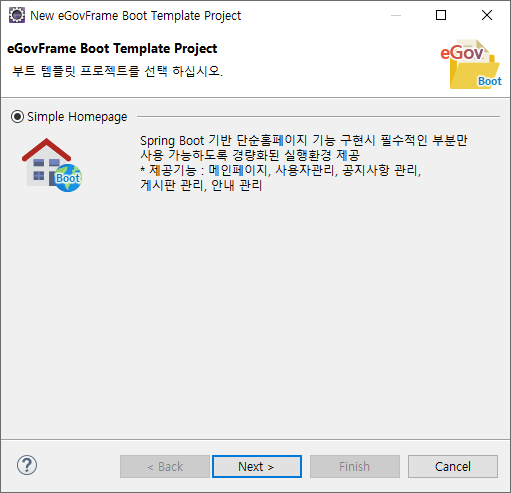 New eGovFrame Boot Template Project
eGovFrame Boot Template Project
부트 템플릿 프로젝트를 선택 하십시오.
eGov
Boot
Simple Homepage
Boot
Spring Boot 기반 단순홈페이지 기능 구현시 필수적인 부분만
사용 가능하도록 경량화된 실행환경 제공
* 제공기능 : 메인페이지, 사용자관리, 공지사항 관리,
게시판 관리, 안내 관리
?
< Back
Next >
Finish
Cancel